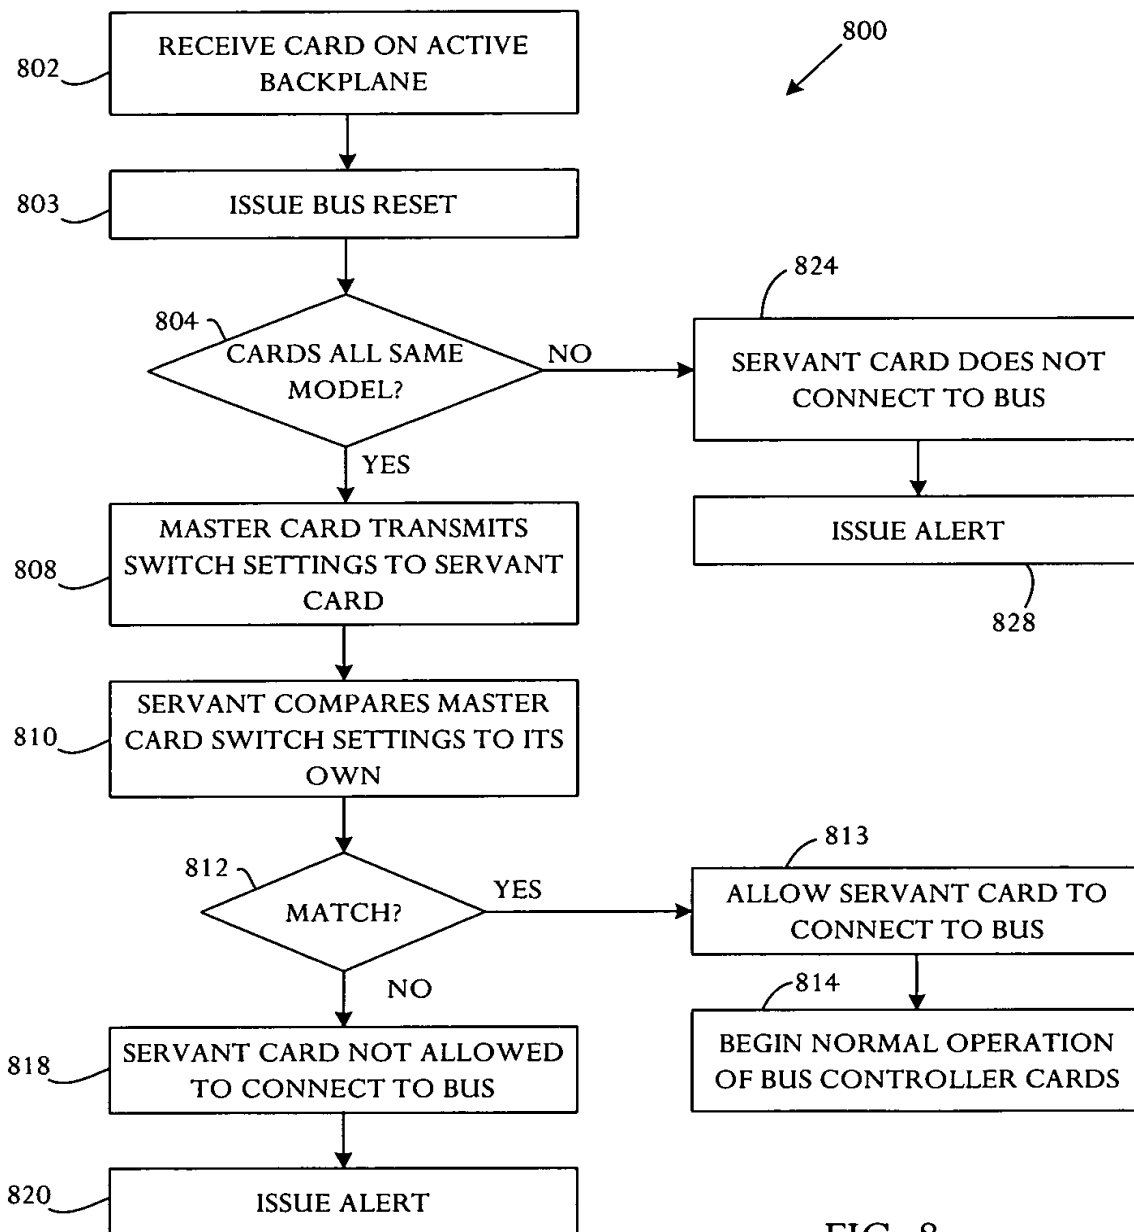 800
802
RECEIVE CARD ON ACTIVE
BACKPLANE
803
ISSUE BUS RESET
804
CARDS ALL SAME
MODEL?
NO
YES
824
SERVANT CARD DOES NOT
CONNECT TO BUS
ISSUE ALERT
828
808
MASTER CARD TRANSMITS
SWITCH SETTINGS TO SERVANT
CARD
810
SERVANT COMPARES MASTER
CARD SWITCH SETTINGS TO ITS
OWN
812
MATCH?
YES
NO
813
ALLOW SERVANT CARD TO
CONNECT TO BUS
814
BEGIN NORMAL OPERATION
OF BUS CONTROLLER CARDS
818
SERVANT CARD NOT ALLOWED
TO CONNECT TO BUS
820
ISSUE ALERT
FIG. 8